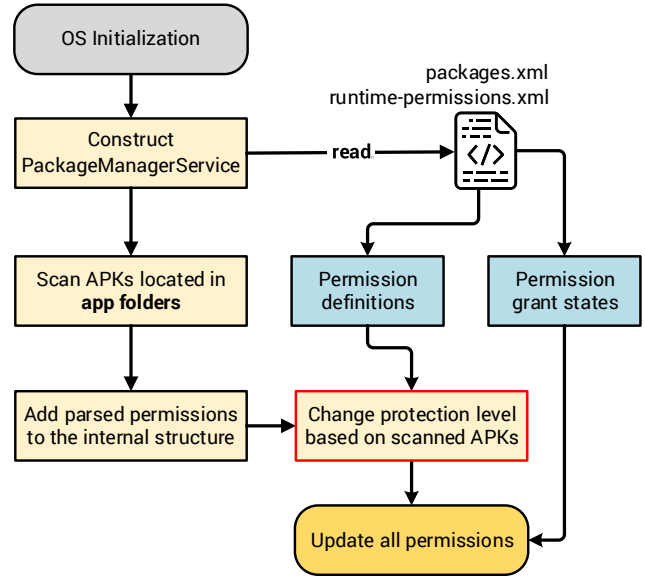 OS Initialization
packages.xml
runtime-permissions.xml
Construct
PackageManagerService
read
</>
Scan APKs located in
app folders
Permission
definitions
Permission
grant states
Add parsed permissions
to the internal structure
Change protection level
based on scanned APKs
Update all permissions